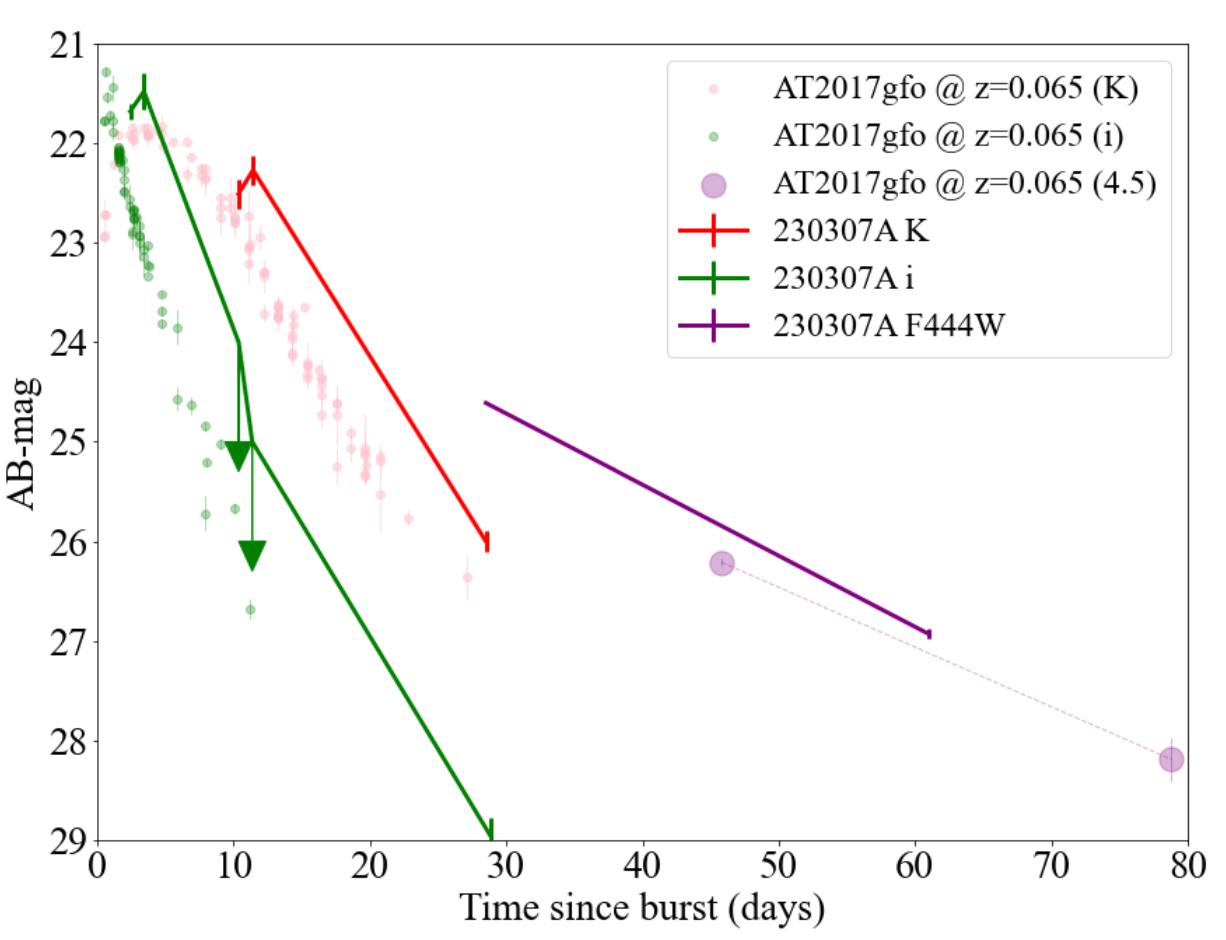 21
22
23
24
25
26
27
28
29
AB-mag
AT2017gfo @ z=0.065 (K)
AT2017gfo @ z=0.065 (i)
AT2017gfo @ z=0.065 (4.5)
230307A K
230307A i
230307A F444W
0 10 20 30 40 50 60 70 80
Time since burst (days)